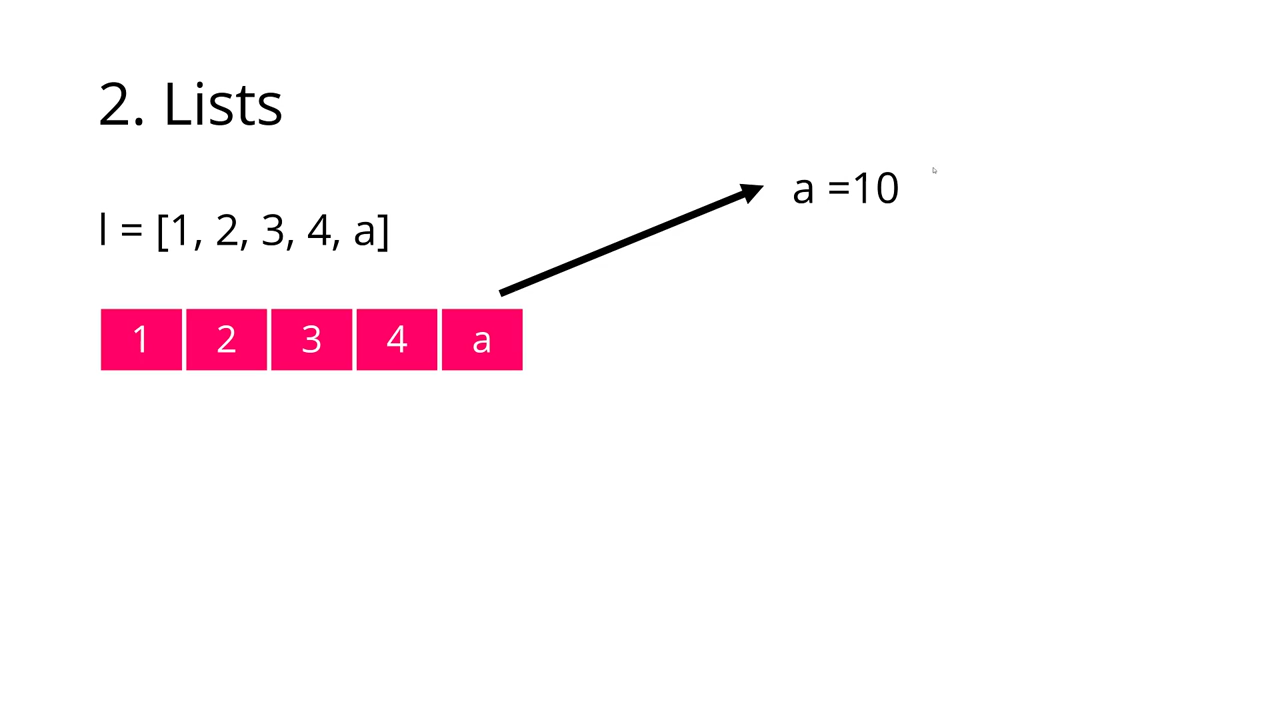 2. Lists
a =10
l = [1, 2, 3, 4, a]
1 2 3 4 a